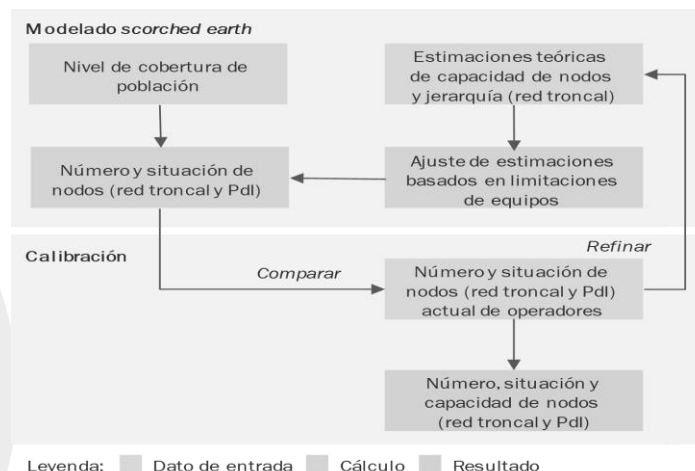 Modelado scorched earth
Nivel de cobertura de
población
Estimaciones teóricas
de capacidad de nodos
y jerarquía (red troncal)
Número y situación de
nodos (red troncal y PdI)
Ajuste de estimaciones
basados en limitaciones
de equipos
Calibración
Comparar
Refinar
Número y situación de
nodos (red troncal y PdI)
actual de operadores
Número, situación y
capacidad de nodos
(red troncal y PdI)
Leyenda: Dato de entrada Cálculo Resultado